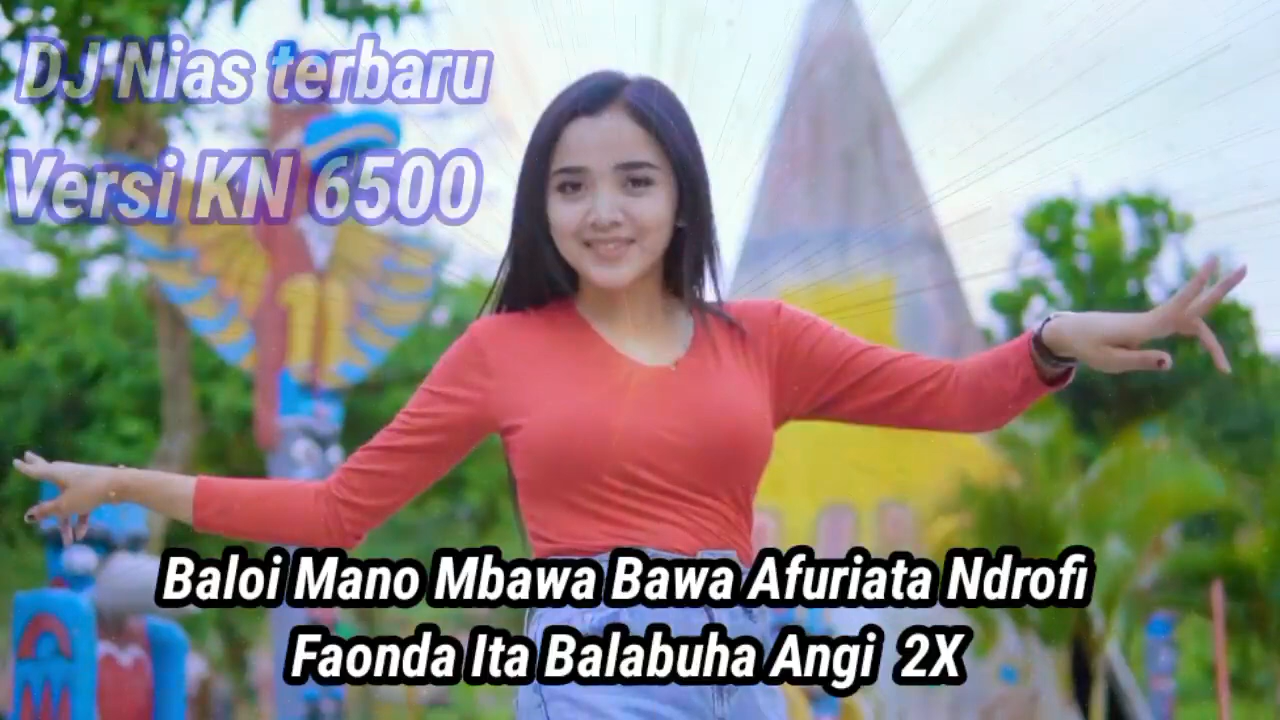 DJ Nias terbaru
Versi KN 6500
Baloi Mano Mbawa Bawa Afuriata Ndrofi
Faonda Ita Balabuha Angi 2X